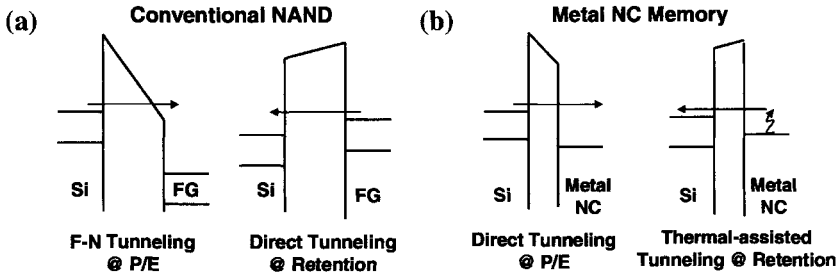 (a) Conventional NAND
(b) Metal NC Memory
Si FG
F-N Tunneling
@ P/E
Si FG
Direct Tunneling
@ Retention
Si Metal
NC
Direct Tunneling
@ P/E
Si Metal
NC
Thermal-assisted
Tunneling @ Retention